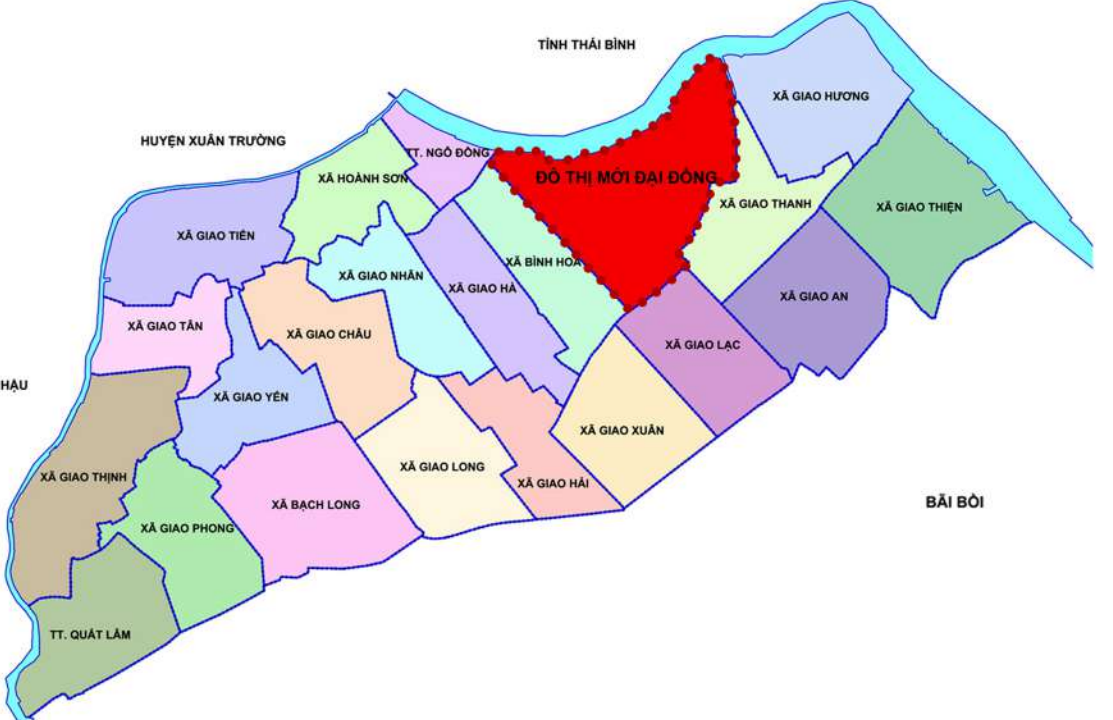 TỈNH THÁI BÌNH
XÃ GIAO HƯƠNG
HUYỆN XUÂN TRƯỜNG
TT. NGÔ ĐỒNG
XÃ HOÀNH SƠN
ĐÔ THỊ MỚI ĐẠI ĐỒNG
XÃ GIAO THANH
XÃ GIAO THIỆN
XÃ GIAO TIẾN
XÃ BÌNH HOÀ
XÃ GIAO NHÂN
XÃ GIAO HÀ
XÃ GIAO AN
XÃ GIAO TÂN
XÃ GIAO CHÂU
XÃ GIAO LẠC
HẬU
XÃ GIAO YẾN
XÃ GIAO XUÂN
XÃ GIAO LONG
XÃ GIAO THỊNH
XÃ GIAO HẢI
XÃ BẠCH LONG
BÃI BỒI
XÃ GIAO PHONG
TT. QUẤT LÂM